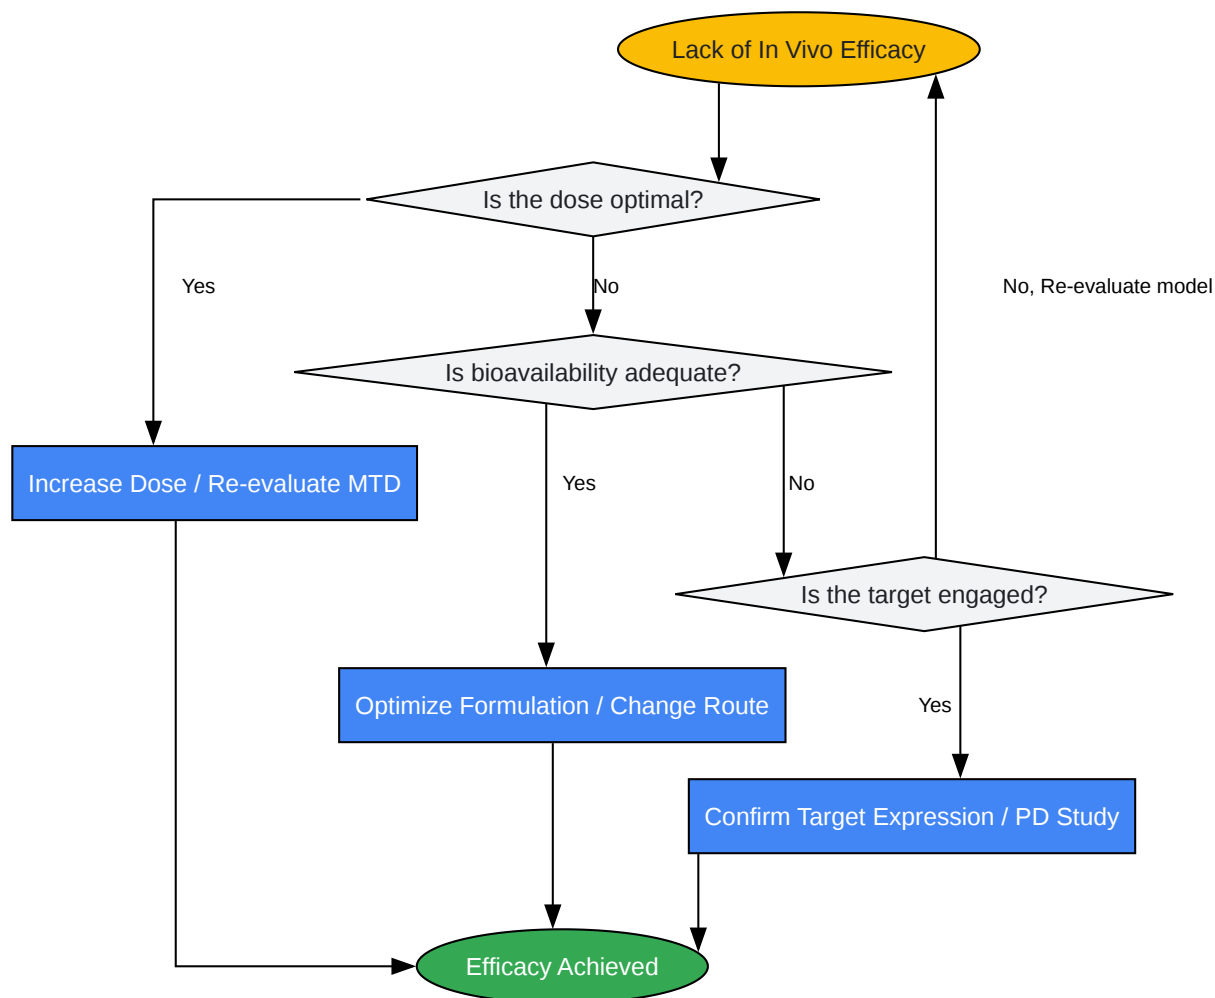 Lack of In Vivo Efficacy
Is the dose optimal?
Yes
No
No, Re-evaluate model
Is bioavailability adequate?
Increase Dose / Re-evaluate MTD
Yes
No
Is the target engaged?
Optimize Formulation / Change Route
Yes
Confirm Target Expression / PD Study
Efficacy Achieved